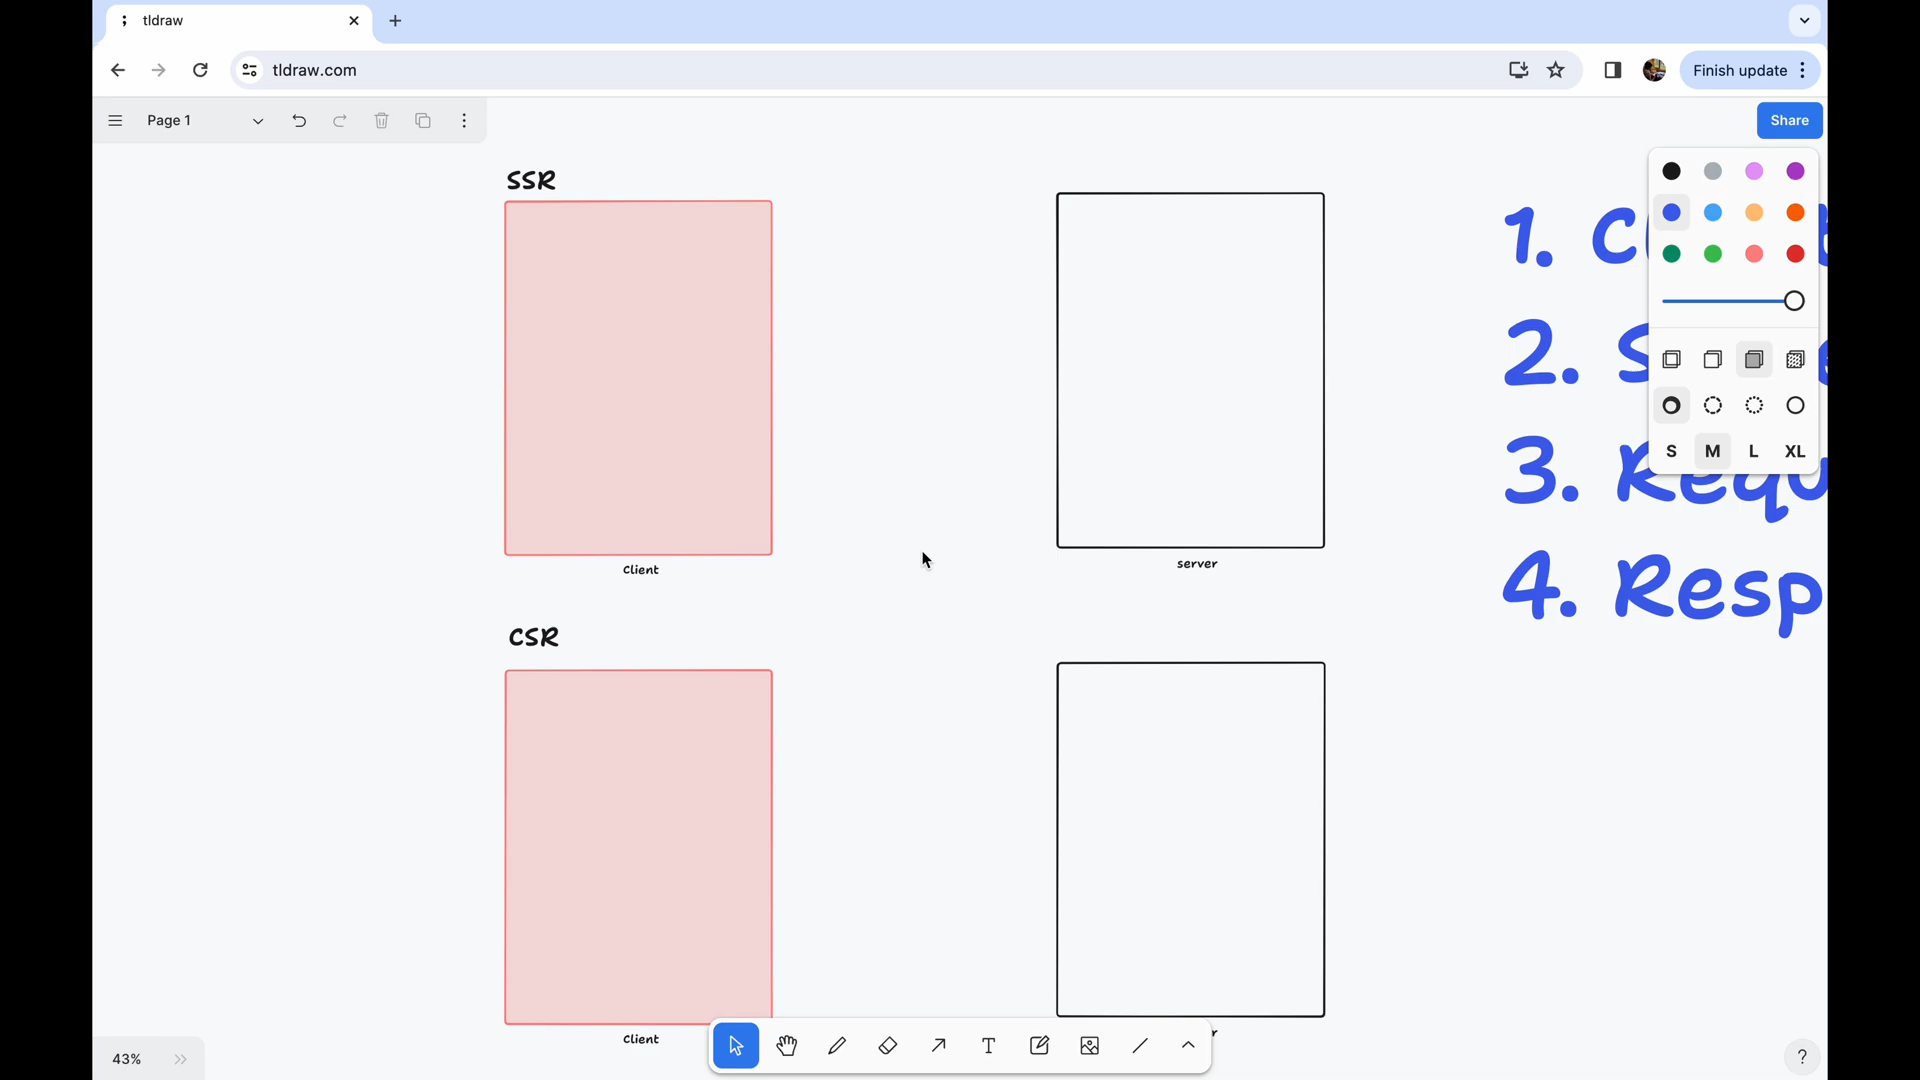 tldraw
tldraw.com
Finish update
Page 1
Share
SSR
Client
server
1. C
2. S
3. Requ
4. Resp
S M L XL
CSR
Client
43%
?